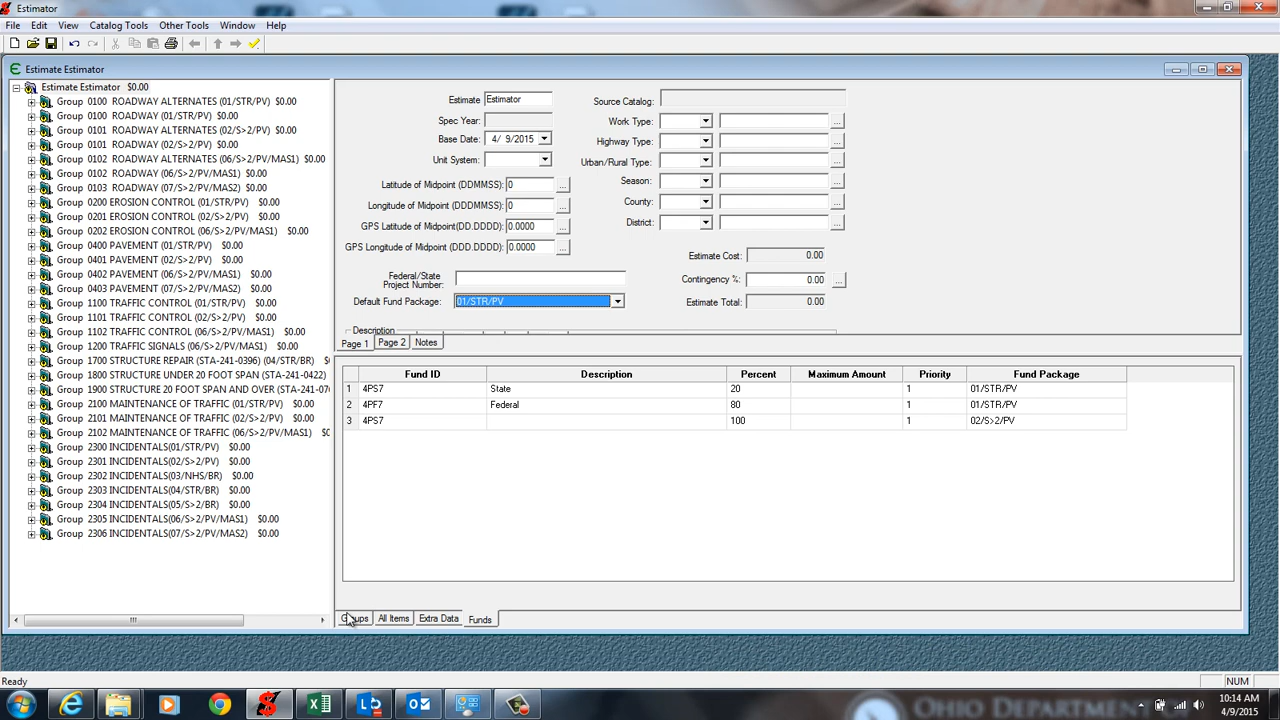 Estimator
File Edit View Catalog Tools Other Tools Window Help
Estimate Estimator
Estimate Estimator $0.00
Group 0100 ROADWAY ALTERNATES (01/STR/PV) $0.00
Group 0100 ROADWAY (01/STR/PV) $0.00
Group 0101 ROADWAY ALTERNATES (02/S>2/PV) $0.00
Group 0101 ROADWAY (02/S>2/PV) $0.00
Group 0102 ROADWAY ALTERNATES (06/S>2/PV/MAS1) $0.00
Group 0102 ROADWAY (06/S>2/PV/MAS1) $0.00
Group 0103 ROADWAY (07/S>2/PV/MAS2) $0.00
Group 0200 EROSION CONTROL (01/STR/PV) $0.00
Group 0201 EROSION CONTROL (02/S>2/PV) $0.00
Group 0202 EROSION CONTROL (06/S>2/PV/MAS1) $0.00
Group 0400 PAVEMENT (01/STR/PV) $0.00
Group 0401 PAVEMENT (02/S>2/PV) $0.00
Group 0402 PAVEMENT (06/S>2/PV/MAS1) $0.00
Group 0403 PAVEMENT (07/S>2/PV/MAS2) $0.00
Group 1100 TRAFFIC CONTROL (01/STR/PV) $0.00
Group 1101 TRAFFIC CONTROL (02/S>2/PV) $0.00
Group 1102 TRAFFIC CONTROL (06/S>2/PV/MAS1) $0.00
Group 1200 TRAFFIC SIGNALS (06/S>2/PV/MAS1) $0.00
Group 1700 STRUCTURE REPAIR (STA-241-0396) (04/STR/BR) $
Group 1800 STRUCTURE UNDER 20 FOOT SPAN (STA-241-0422)
Group 1900 STRUCTURE 20 FOOT SPAN AND OVER (STA-241-076
Group 2100 MAINTENANCE OF TRAFFIC (01/STR/PV) $0.00
Group 2101 MAINTENANCE OF TRAFFIC (02/S>2/PV) $0.00
Group 2102 MAINTENANCE OF TRAFFIC (06/S>2/PV/MAS1) $0
Group 2300 INCIDENTALS(01/STR/PV) $0.00
Group 2301 INCIDENTALS(02/S>2/PV) $0.00
Group 2302 INCIDENTALS(03/NHS/BR) $0.00
Group 2303 INCIDENTALS(04/STR/BR) $0.00
Group 2304 INCIDENTALS(05/S>2/BR) $0.00
Group 2305 INCIDENTALS(06/S>2/PV/MAS1) $0.00
Group 2306 INCIDENTALS(07/S>2/PV/MAS2) $0.00
Estimate Estimator
Spec Year:
Base Date: 4/ 9/2015
Unit System:
Latitude of Midpoint (DDMMSS): 0 ...
Longitude of Midpoint (DDDMMSS): 0 ...
GPS Latitude of Midpoint(DD.DDDD): 0.0000 ...
GPS Longitude of Midpoint (DDD.DDDD): 0.0000 ...
Federal/State
Project Number:
Default Fund Package: 01/STR/PV
Source Catalog:
Work Type: ...
Highway Type: ...
Urban/Rural Type: ...
Season: ...
County: ...
District: ...
Estimate Cost: 0.00
Contingency %: 0.00 ...
Estimate Total: 0.00
Description
Page 1 Page 2 Notes
Fund ID Description Percent Maximum Amount Priority Fund Package
1 4PS7 State 20 1 01/STR/PV
2 4PF7 Federal 80 1 01/STR/PV
3 4PS7 100 1 02/S>2/PV
Groups All Items Extra Data Funds
Ready NUM
10:14 AM
4/9/2015